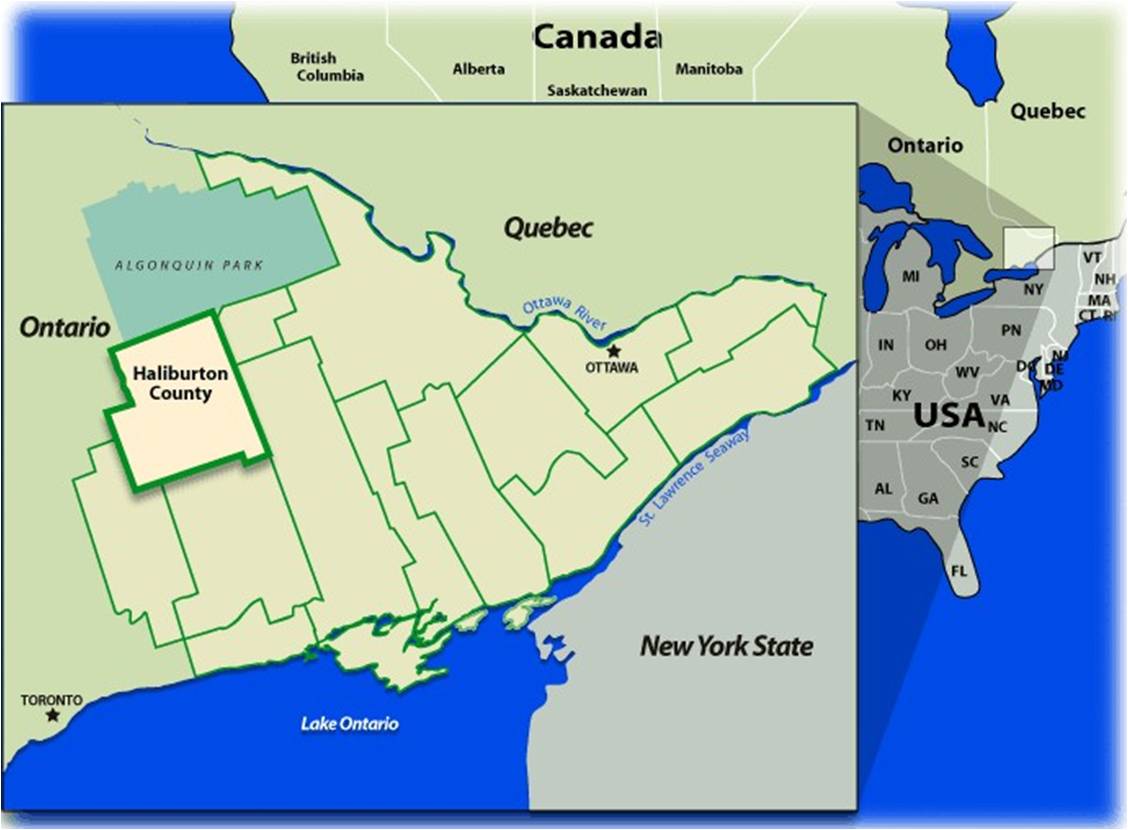 Canada
British
Columbia
Alberta
Saskatchewan
Manitoba
Ontario
Quebec
Quebec
ALGONQUIN PARK
Ontario
Haliburton
County
Ottawa River
OTTAWA
St. Lawrence Seaway
New York State
TORONTO
Lake Ontario
MI
NY
VT
NH
MA
CT
RI
IN
OH
PN
NJ
DE
MD
DC
WV
KY
VA
USA
TN
NC
SC
AL
GA
FL